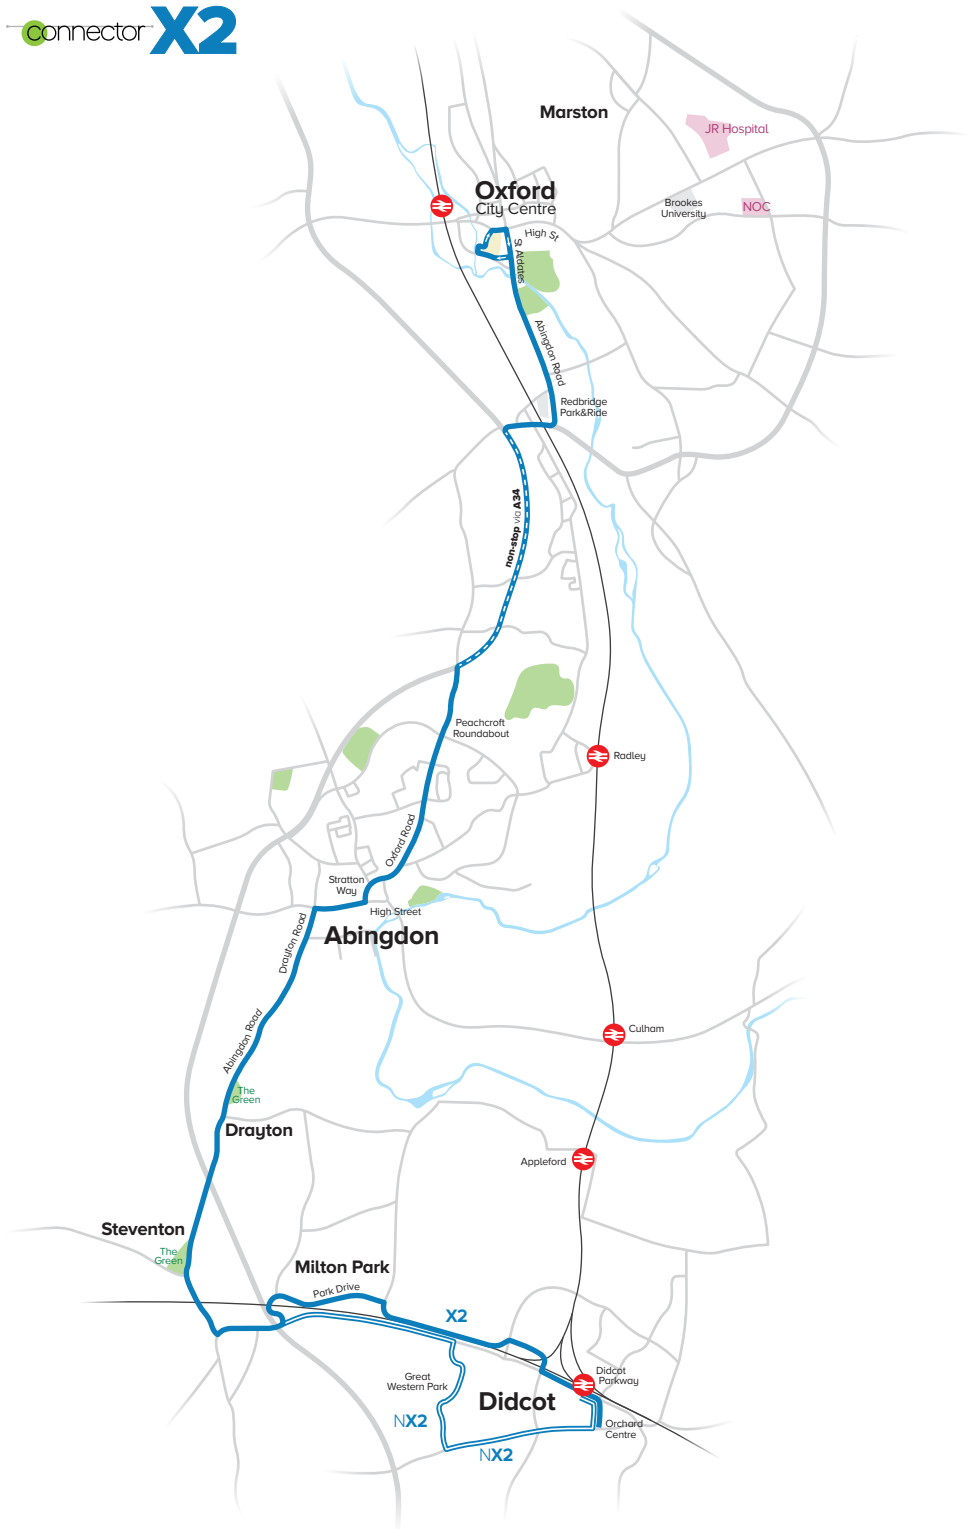 connector X2
Marston
JR Hospital
Oxford
City Centre
Brookes
University
NOC
High St
St Aldates
Abingdon Road
Redbridge
Park&Ride
non-stop via A34
Peachcroft
Roundabout
Radley
Oxford Road
Stratton
Way
High Street
Abingdon
Drayton Road
Abingdon Road
Culham
The
Green
Drayton
Appleford
Steventon
The
Green
Milton Park
Park Drive
X2
Great
Western Park
Didcot
Parkway
Didcot
NX2
Orchard
Centre
NX2